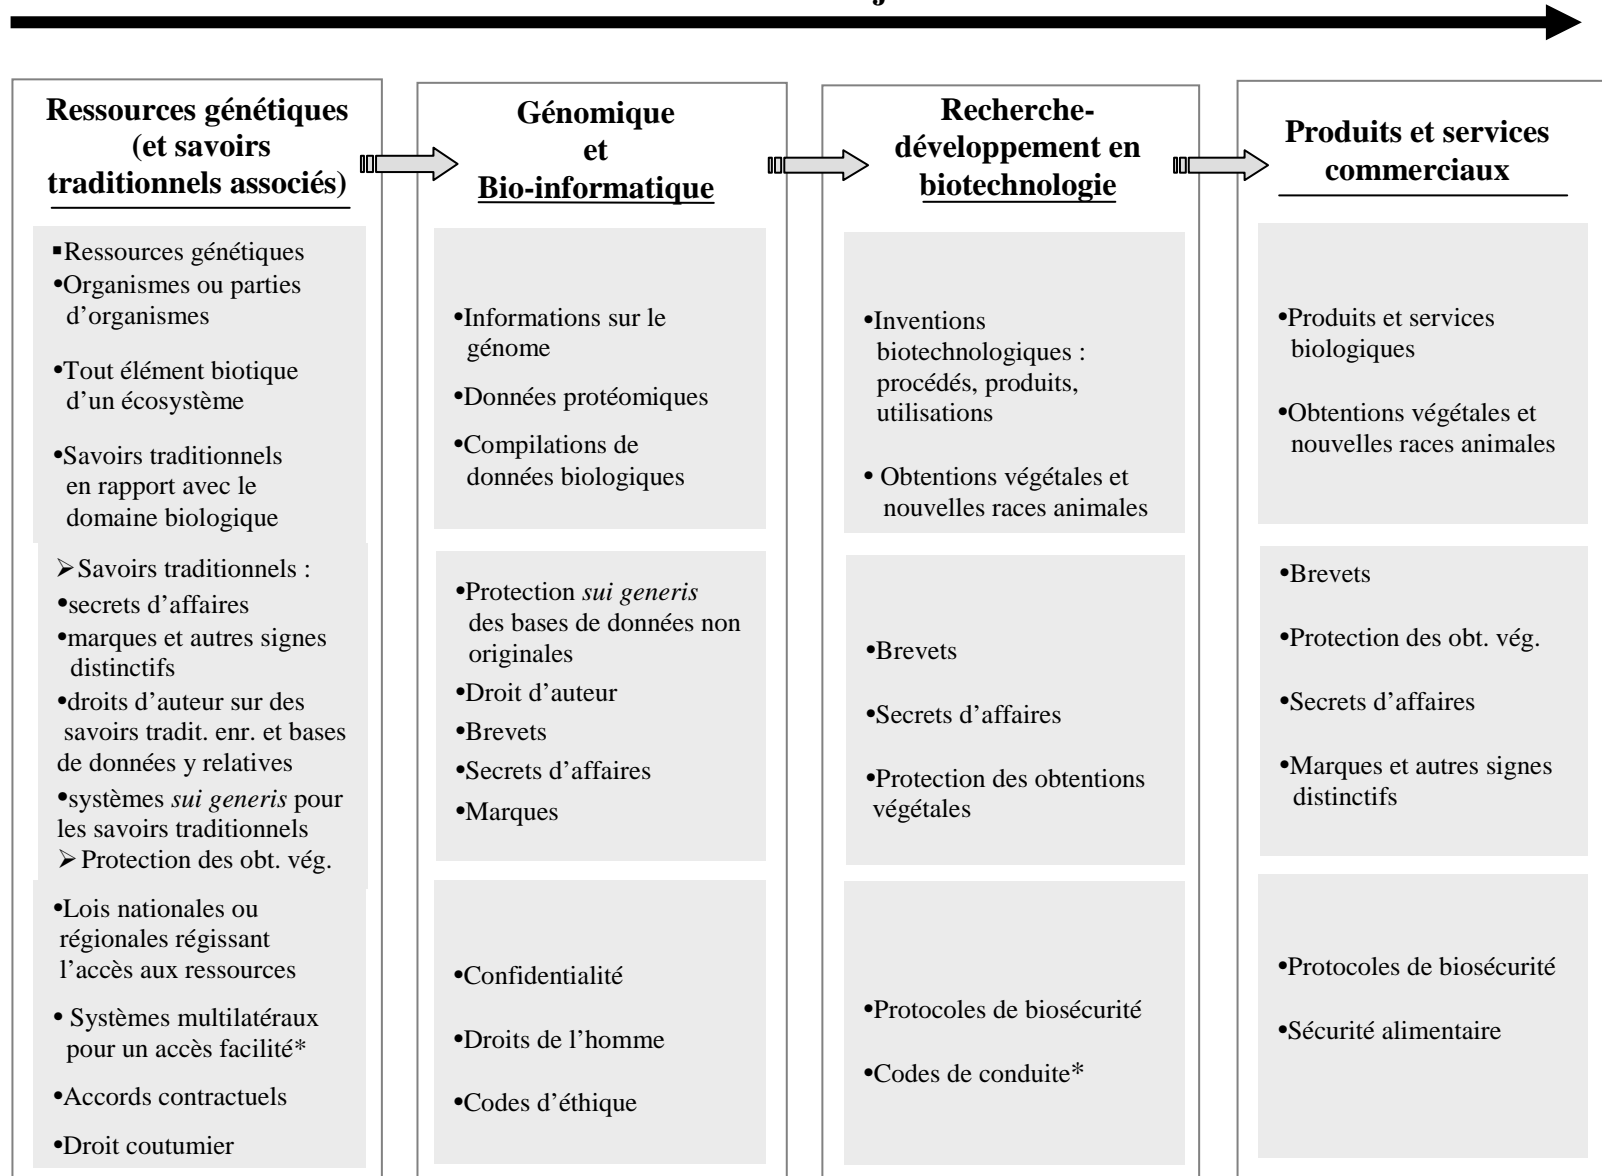 Ressources génétiques
(et savoirs
traditionnels associés)
▪Ressources génétiques
•Organismes ou parties
d’organismes
•Tout élément biotique
d’un écosystème
•Savoirs traditionnels
en rapport avec le
domaine biologique
➢Savoirs traditionnels :
•secrets d’affaires
•marques et autres signes
distinctifs
•droits d’auteur sur des
savoirs tradit. enr. et bases
de données y relatives
•systèmes sui generis pour
les savoirs traditionnels
➢Protection des obt. vég.
•Lois nationales ou
régionales régissant
l’accès aux ressources
• Systèmes multilatéraux
pour un accès facilité*
•Accords contractuels
•Droit coutumier
Génomique
et
Bio-informatique
•Informations sur le
génome
•Données protéomiques
•Compilations de
données biologiques
•Protection sui generis
des bases de données non
originales
•Droit d’auteur
•Brevets
•Secrets d’affaires
•Marques
•Confidentialité
•Droits de l’homme
•Codes d’éthique
Recherche-
développement en
biotechnologie
•Inventions
biotechnologiques :
procédés, produits,
utilisations
• Obtentions végétales et
nouvelles races animales
•Brevets
•Secrets d’affaires
•Protection des obtentions
végétales
•Protocoles de biosécurité
•Codes de conduite*
Produits et services
commerciaux
•Produits et services
biologiques
•Obtentions végétales et
nouvelles races animales
•Brevets
•Protection des obt. vég.
•Secrets d’affaires
•Marques et autres signes
distinctifs
•Protocoles de biosécurité
•Sécurité alimentaire